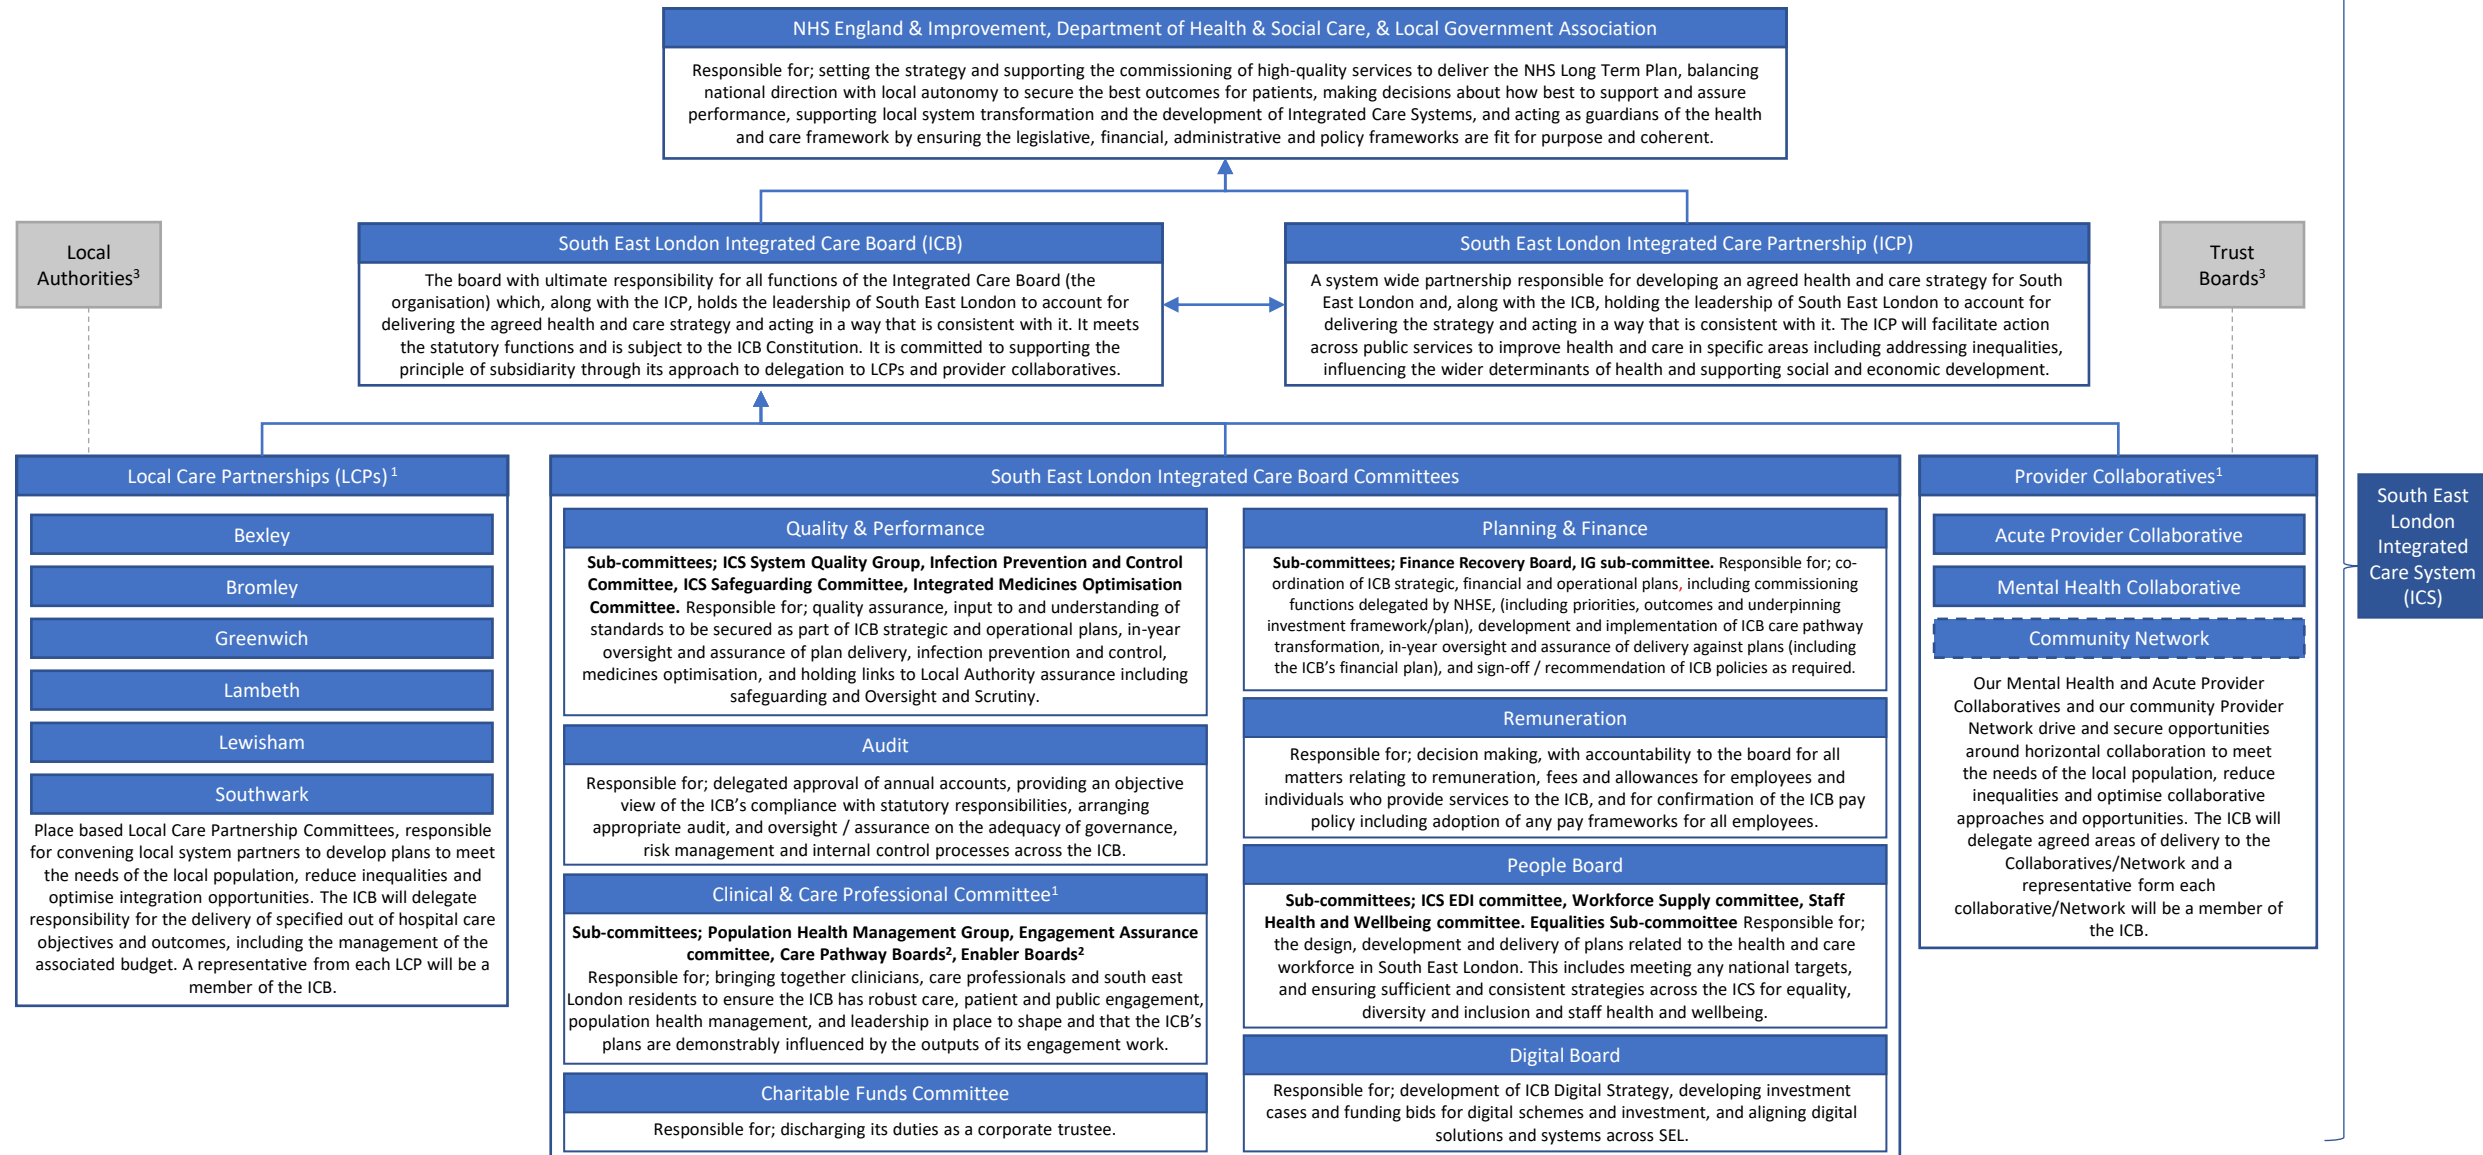 NHS England & Improvement, Department of Health & Social Care, & Local Government Association
Responsible for; setting the strategy and supporting the commissioning of high-quality services to deliver the NHS Long Term Plan, balancing
national direction with local autonomy to secure the best outcomes for patients, making decisions about how best to support and assure
performance, supporting local system transformation and the development of Integrated Care Systems, and acting as guardians of the health
and care framework by ensuring the legislative, financial, administrative and policy frameworks are fit for purpose and coherent.
Local
Authorities³
South East London Integrated Care Board (ICB)
The board with ultimate responsibility for all functions of the Integrated Care Board (the
organisation) which, along with the ICP, holds the leadership of South East London to account for
delivering the agreed health and care strategy and acting in a way that is consistent with it. It meets
the statutory functions and is subject to the ICB Constitution. It is committed to supporting the
principle of subsidiarity through its approach to delegation to LCPs and provider collaboratives.
South East London Integrated Care Partnership (ICP)
A system wide partnership responsible for developing an agreed health and care strategy for South
East London and, along with the ICB, holding the leadership of South East London to account for
delivering the strategy and acting in a way that is consistent with it. The ICP will facilitate action
across public services to improve health and care in specific areas including addressing inequalities,
influencing the wider determinants of health and supporting social and economic development.
Trust
Boards³
Local Care Partnerships (LCPs) ¹
Bexley
Bromley
Greenwich
Lambeth
Lewisham
Southwark
Place based Local Care Partnership Committees, responsible
for convening local system partners to develop plans to meet
the needs of the local population, reduce inequalities and
optimise integration opportunities. The ICB will delegate
responsibility for the delivery of specified out of hospital care
objectives and outcomes, including the management of the
associated budget. A representative from each LCP will be a
member of the ICB.
South East London Integrated Care Board Committees
Quality & Performance
Sub-committees; ICS System Quality Group, Infection Prevention and Control
Committee, ICS Safeguarding Committee, Integrated Medicines Optimisation
Committee. Responsible for; quality assurance, input to and understanding of
standards to be secured as part of ICB strategic and operational plans, in-year
oversight and assurance of plan delivery, infection prevention and control,
medicines optimisation, and holding links to Local Authority assurance including
safeguarding and Oversight and Scrutiny.
Audit
Responsible for; delegated approval of annual accounts, providing an objective
view of the ICB's compliance with statutory responsibilities, arranging
appropriate audit, and oversight / assurance on the adequacy of governance,
risk management and internal control processes across the ICB.
Clinical & Care Professional Committee¹
Sub-committees; Population Health Management Group, Engagement Assurance
committee, Care Pathway Boards², Enabler Boards²
Responsible for; bringing together clinicians, care professionals and south east
London residents to ensure the ICB has robust care, patient and public engagement,
population health management, and leadership in place to shape and that the ICB's
plans are demonstrably influenced by the outputs of its engagement work.
Charitable Funds Committee
Responsible for; discharging its duties as a corporate trustee.
Planning & Finance
Sub-committees; Finance Recovery Board, IG sub-committee. Responsible for; co-
ordination of ICB strategic, financial and operational plans, including commissioning
functions delegated by NHSE, (including priorities, outcomes and underpinning
investment framework/plan), development and implementation of ICB care pathway
transformation, in-year oversight and assurance of delivery against plans (including
the ICB's financial plan), and sign-off / recommendation of ICB policies as required.
Remuneration
Responsible for; decision making, with accountability to the board for all
matters relating to remuneration, fees and allowances for employees and
individuals who provide services to the ICB, and for confirmation of the ICB pay
policy including adoption of any pay frameworks for all employees.
People Board
Sub-committees; ICS EDI committee, Workforce Supply committee, Staff
Health and Wellbeing committee. Equalities Sub-commoittee Responsible for;
the design, development and delivery of plans related to the health and care
workforce in South East London. This includes meeting any national targets,
and ensuring sufficient and consistent strategies across the ICS for equality,
diversity and inclusion and staff health and wellbeing.
Digital Board
Responsible for; development of ICB Digital Strategy, developing investment
cases and funding bids for digital schemes and investment, and aligning digital
solutions and systems across SEL.
Provider Collaboratives¹
Acute Provider Collaborative
Mental Health Collaborative
Community Network
Our Mental Health and Acute Provider
Collaboratives and our community Provider
Network drive and secure opportunities
around horizontal collaboration to meet
the needs of the local population, reduce
inequalities and optimise collaborative
approaches and opportunities. The ICB will
delegate agreed areas of delivery to the
Collaboratives/Network and a
representative form each
collaborative/Network will be a member of
the ICB.
South East
London
Integrated
Care System
(ICS)